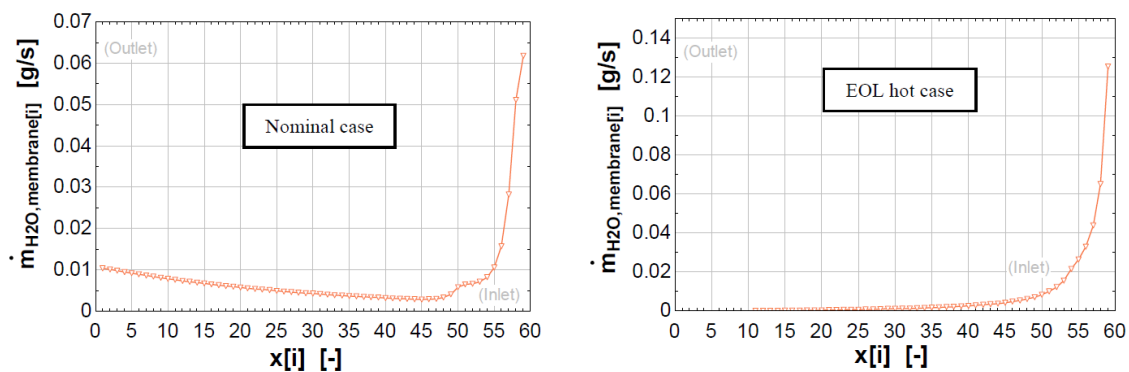 0.07
0.06
0.05
0.04
0.03
0.02
0.01
0
ṁH2O,membrane[i] [g/s]
(Outlet)
Nominal case
(Inlet)
0 5 10 15 20 25 30 35 40 45 50 55 60
x[i] [-]
0.14
0.12
0.1
0.08
0.06
0.04
0.02
0
ṁH2O,membrane[i] [g/s]
(Outlet)
EOL hot case
(Inlet)
0 5 10 15 20 25 30 35 40 45 50 55 60
x[i] [-]